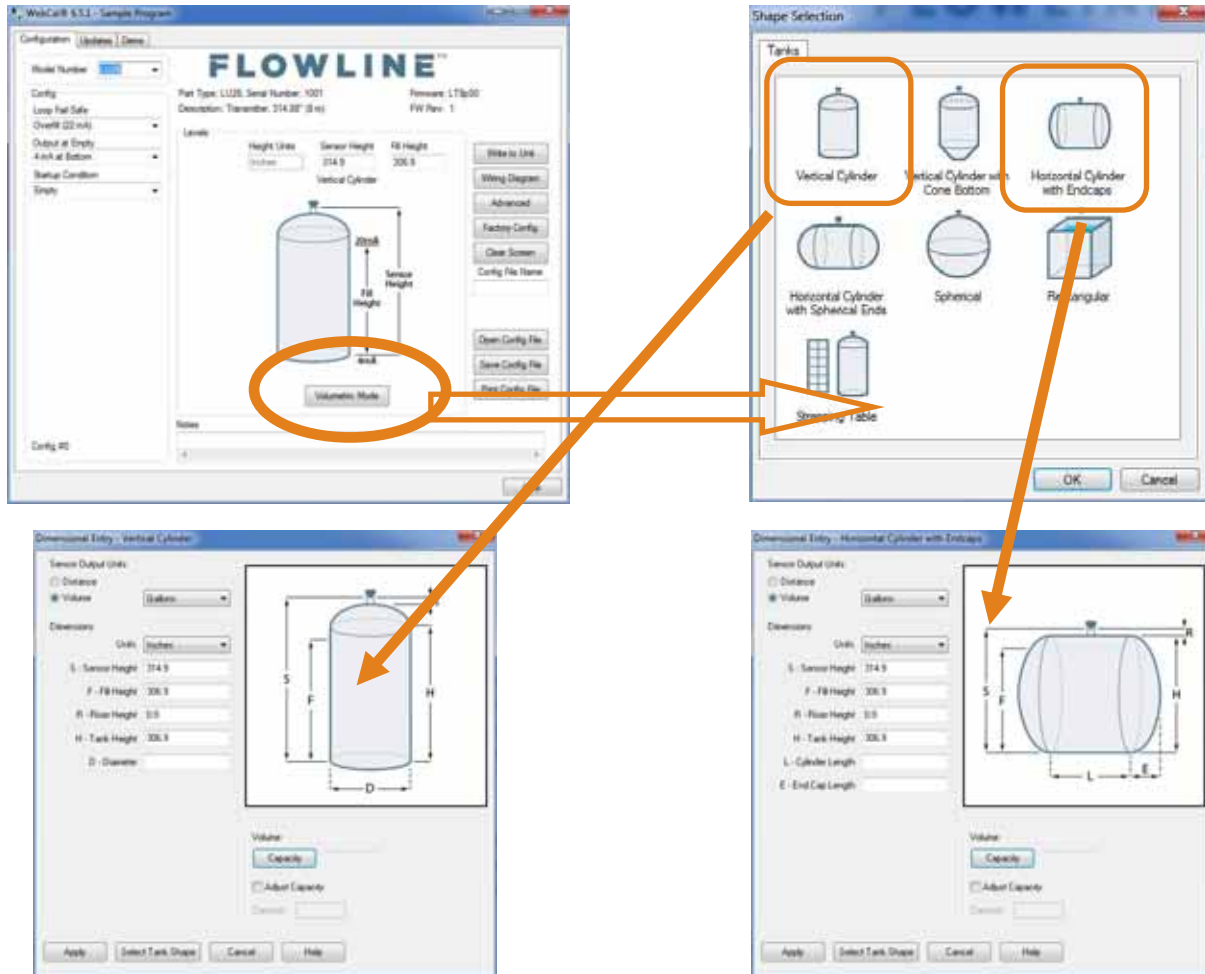 WebCal® 6.5.1 - Sample Program
Configuration Updates Demo
Model Number LU28
FLOWLINE™
Part Type: LU28, Serial Number: 1001
Description: Transmitter, 314.88" (8 m)
FW Rev: 1
Config
Loop Fail Safe
Overfill (22 mA)
Output at Empty
4 mA at Bottom
Startup Condition
Empty
Levels
Height Units Sensor Height Fill Height
Inches 314.9 306.9
Vertical Cylinder
20mA
Sensor Height
Fill Height
4mA
Volumetric Mode
Write to Unit
Wiring Diagram
Advanced
Factory Config.
Clear Screen
Config File Name
Open Config File
Save Config File
Print Config File
Notes
Config #0
Shape Selection
Tanks
Vertical Cylinder
Vertical Cylinder with Cone Bottom
Horizontal Cylinder with Endcaps
Horizontal Cylinder with Spherical Ends
Spherical
Rectangular
Strapping Table
OK Cancel
Dimensional Entry - Vertical Cylinder
Sensor Output Units
Distance
Volume Gallons
Dimensions
Units Inches
S - Sensor Height 314.9
F - Fill Height 306.9
R - Riser Height
H - Tank Height 306.9
D - Diameter
S
F
H
D
Volume
Capacity
Adjust Capacity
Apply Select Tank Shape Cancel Help
Dimensional Entry - Horizontal Cylinder with Endcaps
Sensor Output Units
Distance
Volume Gallons
Dimensions
Units Inches
S - Sensor Height 314.9
F - Fill Height 306.9
R - Riser Height
H - Tank Height 306.9
L - Cylinder Length
E - End Cap Length
R
S
F
H
L
E
Volume
Capacity
Adjust Capacity
Apply Select Tank Shape Cancel Help